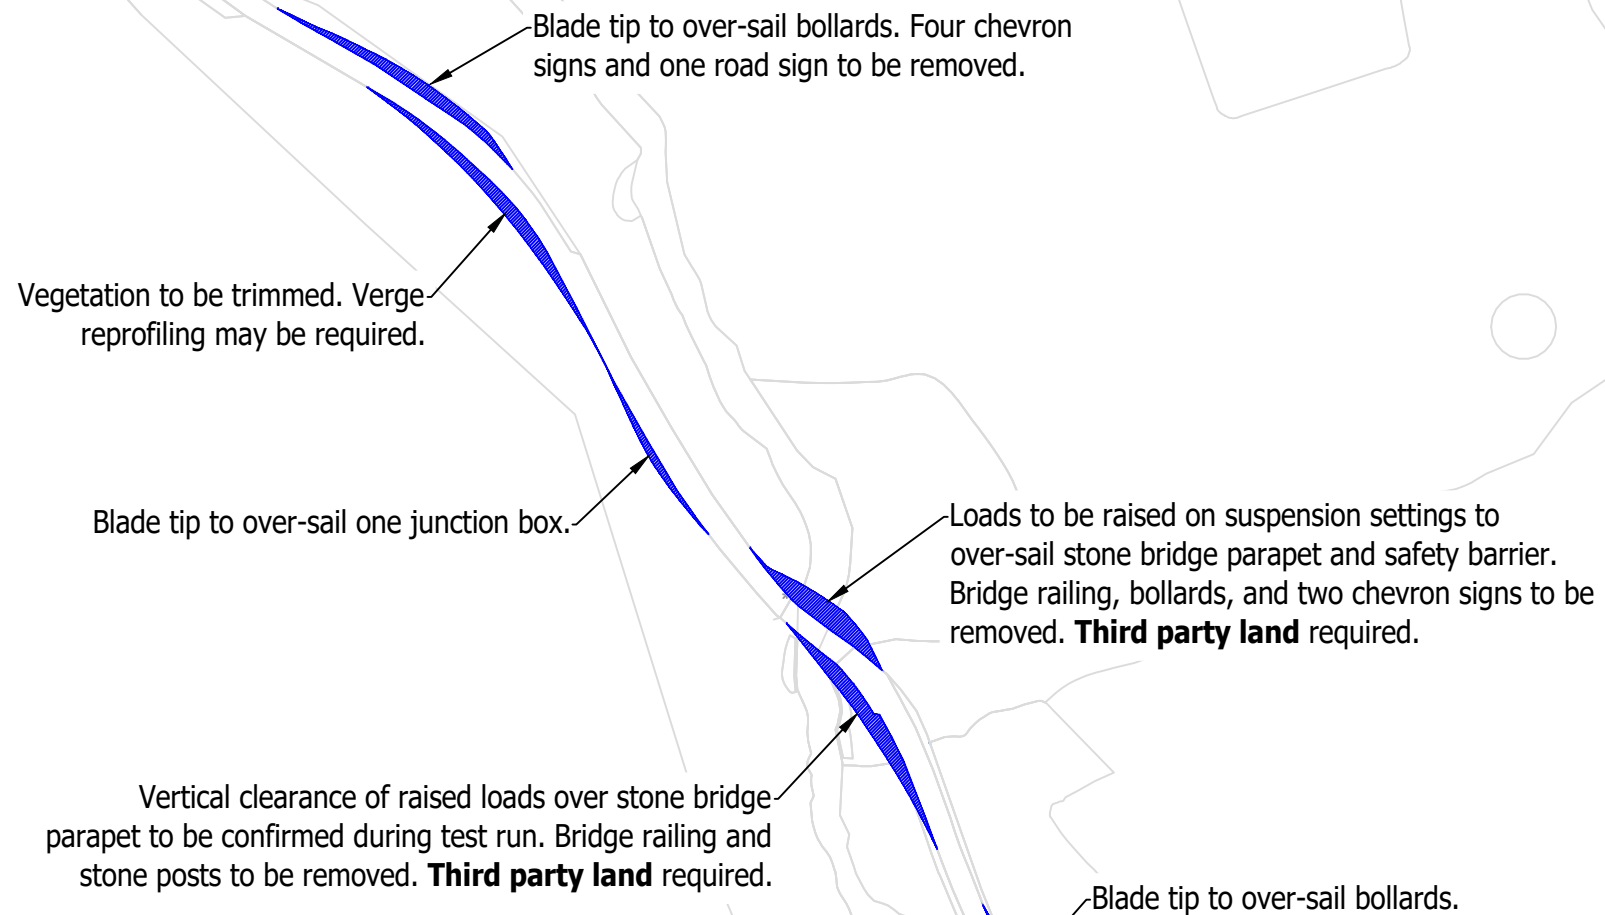 Blade tip to over-sail bollards. Four chevron
signs and one road sign to be removed.
Vegetation to be trimmed. Verge
reprofiling may be required.
Blade tip to over-sail one junction box.
Loads to be raised on suspension settings to
over-sail stone bridge parapet and safety barrier.
Bridge railing, bollards, and two chevron signs to be
removed. Third party land required.
Vertical clearance of raised loads over stone bridge
parapet to be confirmed during test run. Bridge railing and
stone posts to be removed. Third party land required.
Blade tip to over-sail bollards.